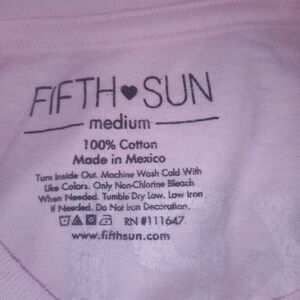 FIFTH♥SUN
medium
100% Cotton
Made in Mexico
Turn Inside Out. Machine Wash Cold With
Like Colors. Only Non-Chlorine Bleach
When Needed. Tumble Dry Low. Low Iron
If Needed. Do Not Iron Decoration.
RN #111647
www.fifthsun.com